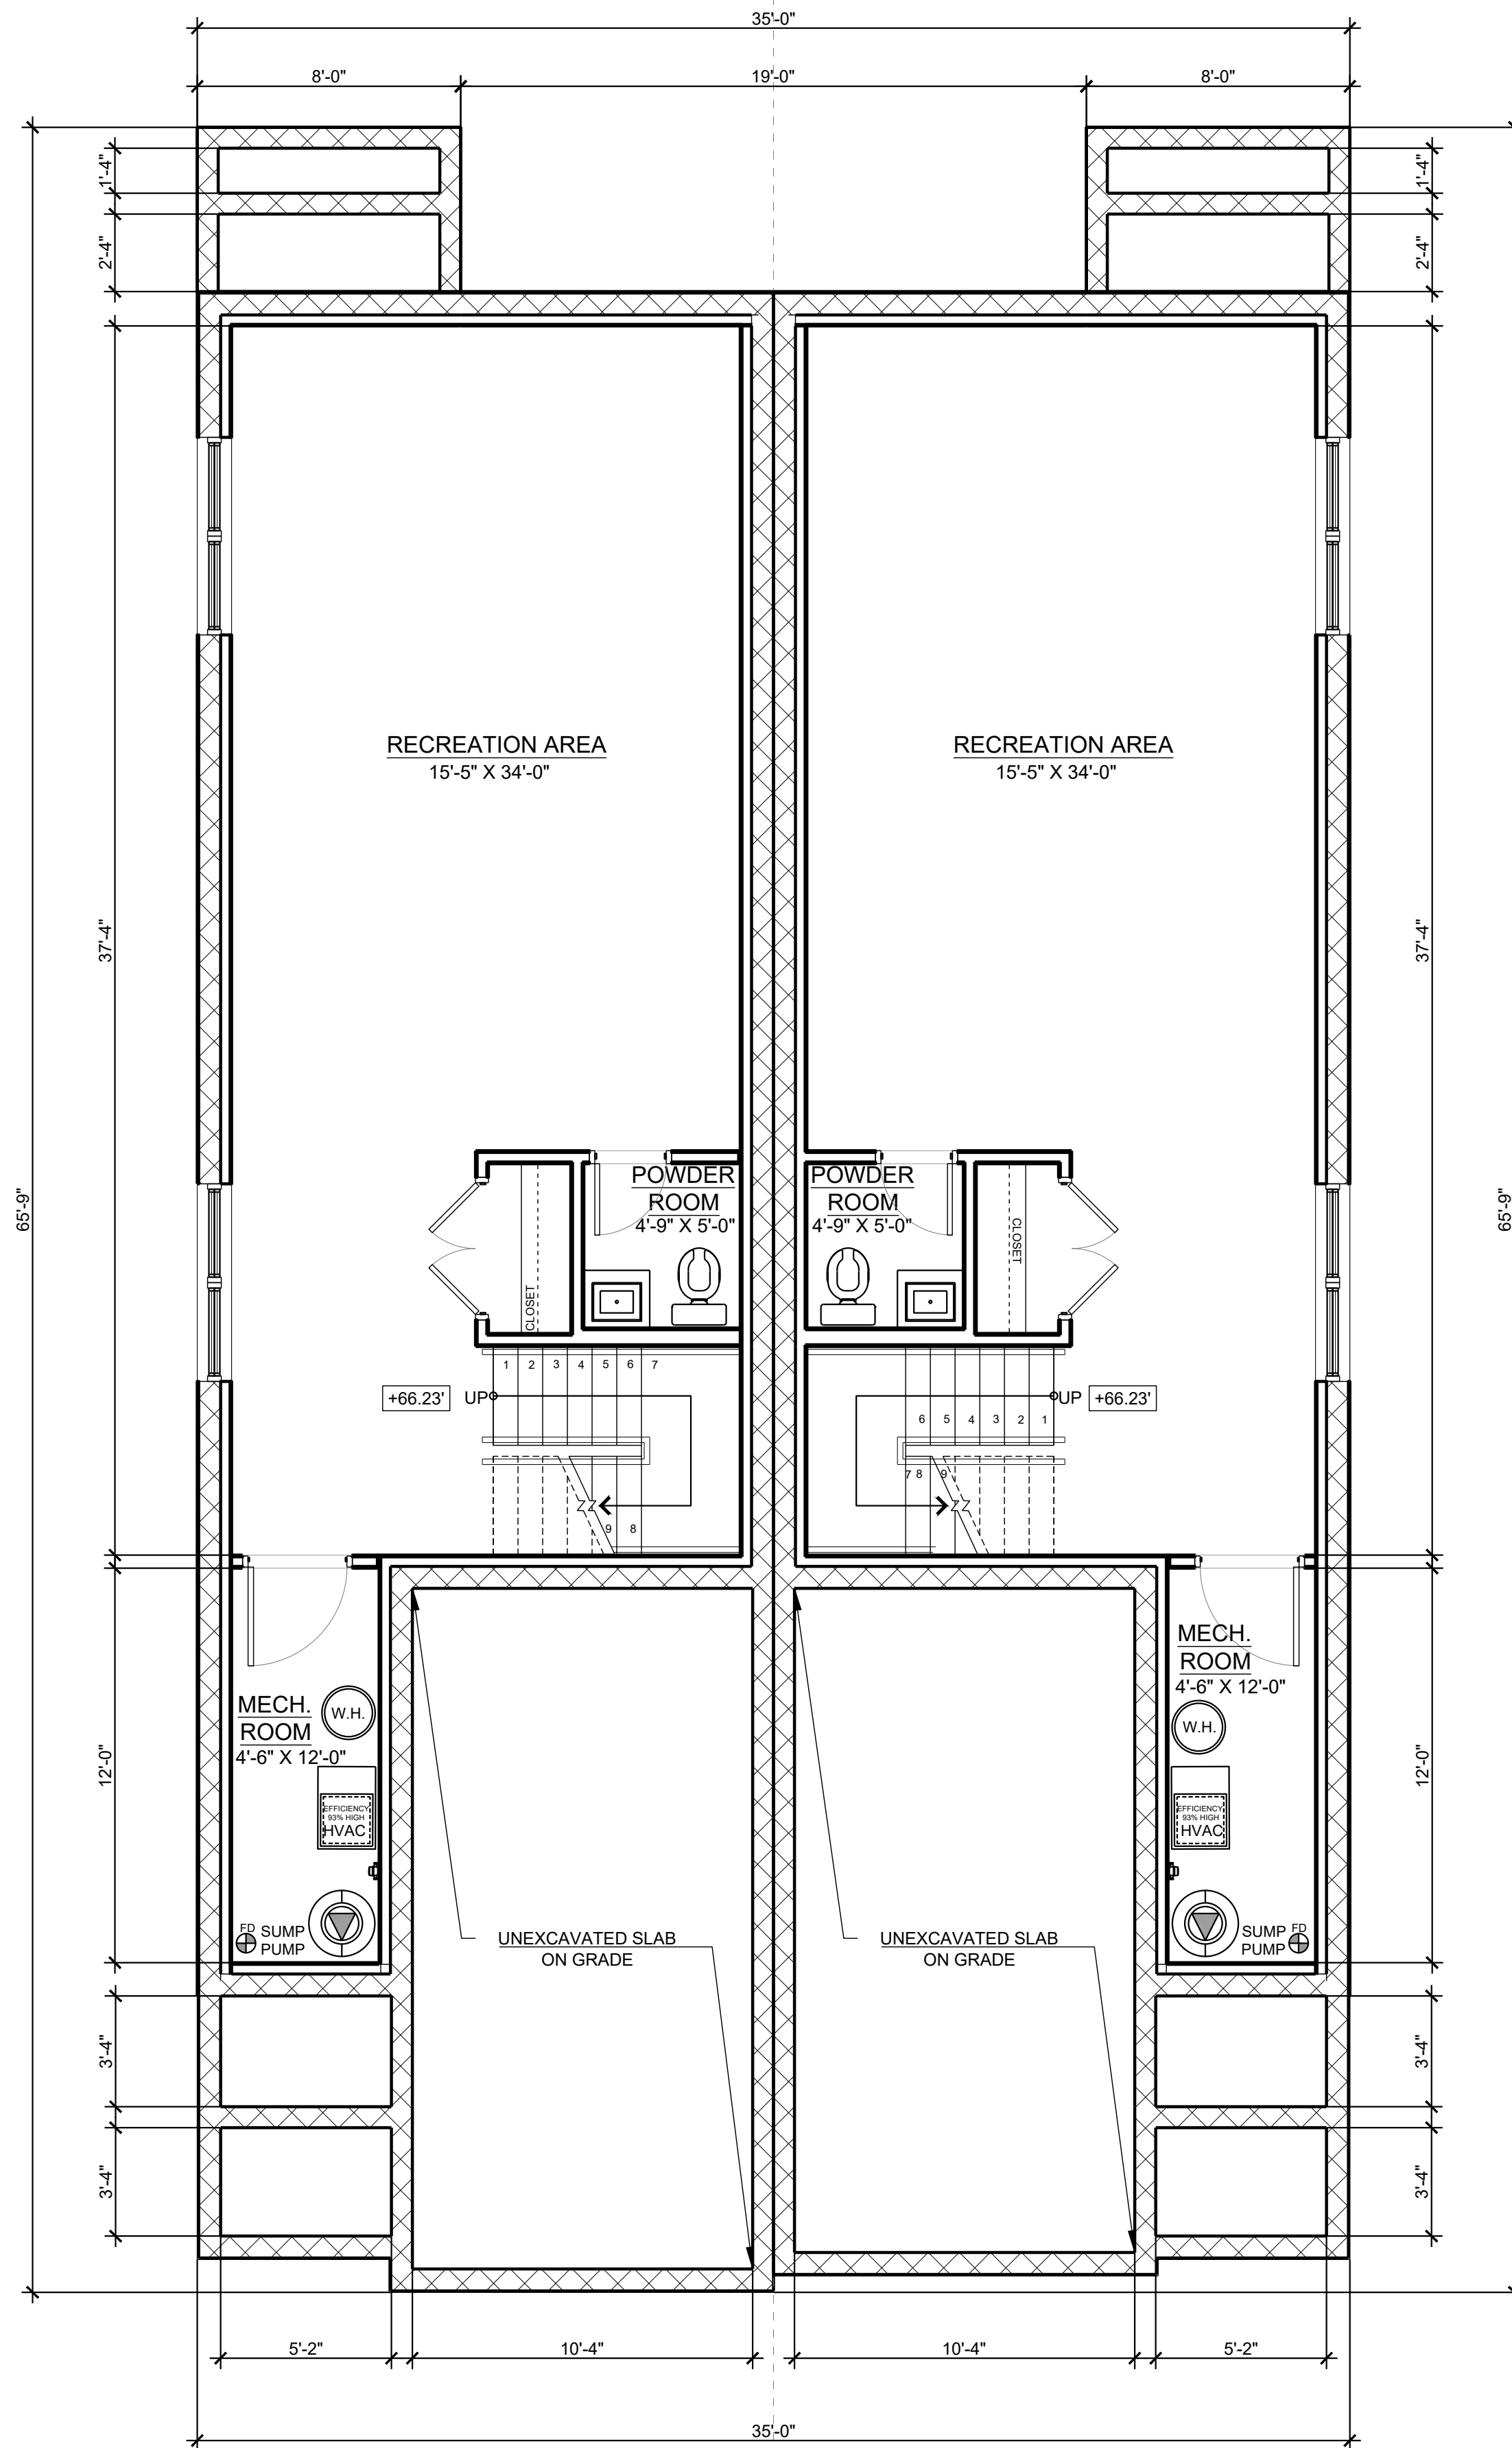 35'-0"
8'-0"
19'-0"
8'-0"
1'-4"
1'-4"
2'-4"
2'-4"
RECREATION AREA
15'-5" X 34'-0"
RECREATION AREA
15'-5" X 34'-0"
37'-4"
37'-4"
65'-9"
65'-9"
POWDER
ROOM
4'-9" X 5'-0"
POWDER
ROOM
4'-9" X 5'-0"
CLOSET
CLOSET
1 2 3 4 5 6 7
+66.23' UP
UP +66.23'
6 5 4 3 2 1
7 8 9
9 8
MECH.
ROOM
4'-6" X 12'-0"
W.H.
MECH.
ROOM
4'-6" X 12'-0"
W.H.
12'-0"
12'-0"
EFFICIENCY
93% HIGH
HVAC
EFFICIENCY
93% HIGH
HVAC
FD SUMP
PUMP
UNEXCAVATED SLAB
ON GRADE
UNEXCAVATED SLAB
ON GRADE
SUMP FD
PUMP
3'-4"
3'-4"
3'-4"
3'-4"
5'-2"
10'-4"
10'-4"
5'-2"
35'-0"